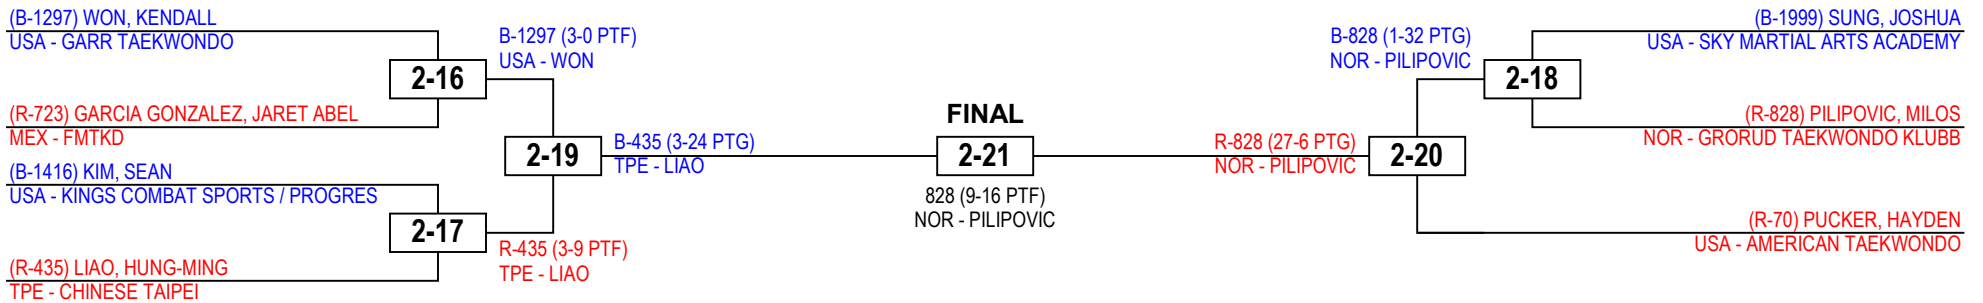 (B-1297) WON, KENDALL
USA - GARR TAEKWONDO
2-16
(R-723) GARCIA GONZALEZ, JARET ABEL
MEX - FMTKD
(B-1416) KIM, SEAN
USA - KINGS COMBAT SPORTS / PROGRES
2-17
(R-435) LIAO, HUNG-MING
TPE - CHINESE TAIPEI
B-1297 (3-0 PTF)
USA - WON
2-19
R-435 (3-9 PTF)
TPE - LIAO
B-435 (3-24 PTG)
TPE - LIAO
FINAL
2-21
828 (9-16 PTF)
NOR - PILIPOVIC
R-828 (27-6 PTG)
NOR - PILIPOVIC
B-828 (1-32 PTG)
NOR - PILIPOVIC
2-20
(B-1999) SUNG, JOSHUA
USA - SKY MARTIAL ARTS ACADEMY
2-18
(R-828) PILIPOVIC, MILOS
NOR - GRORUD TAEKWONDO KLUBB
(R-70) PUCKER, HAYDEN
USA - AMERICAN TAEKWONDO